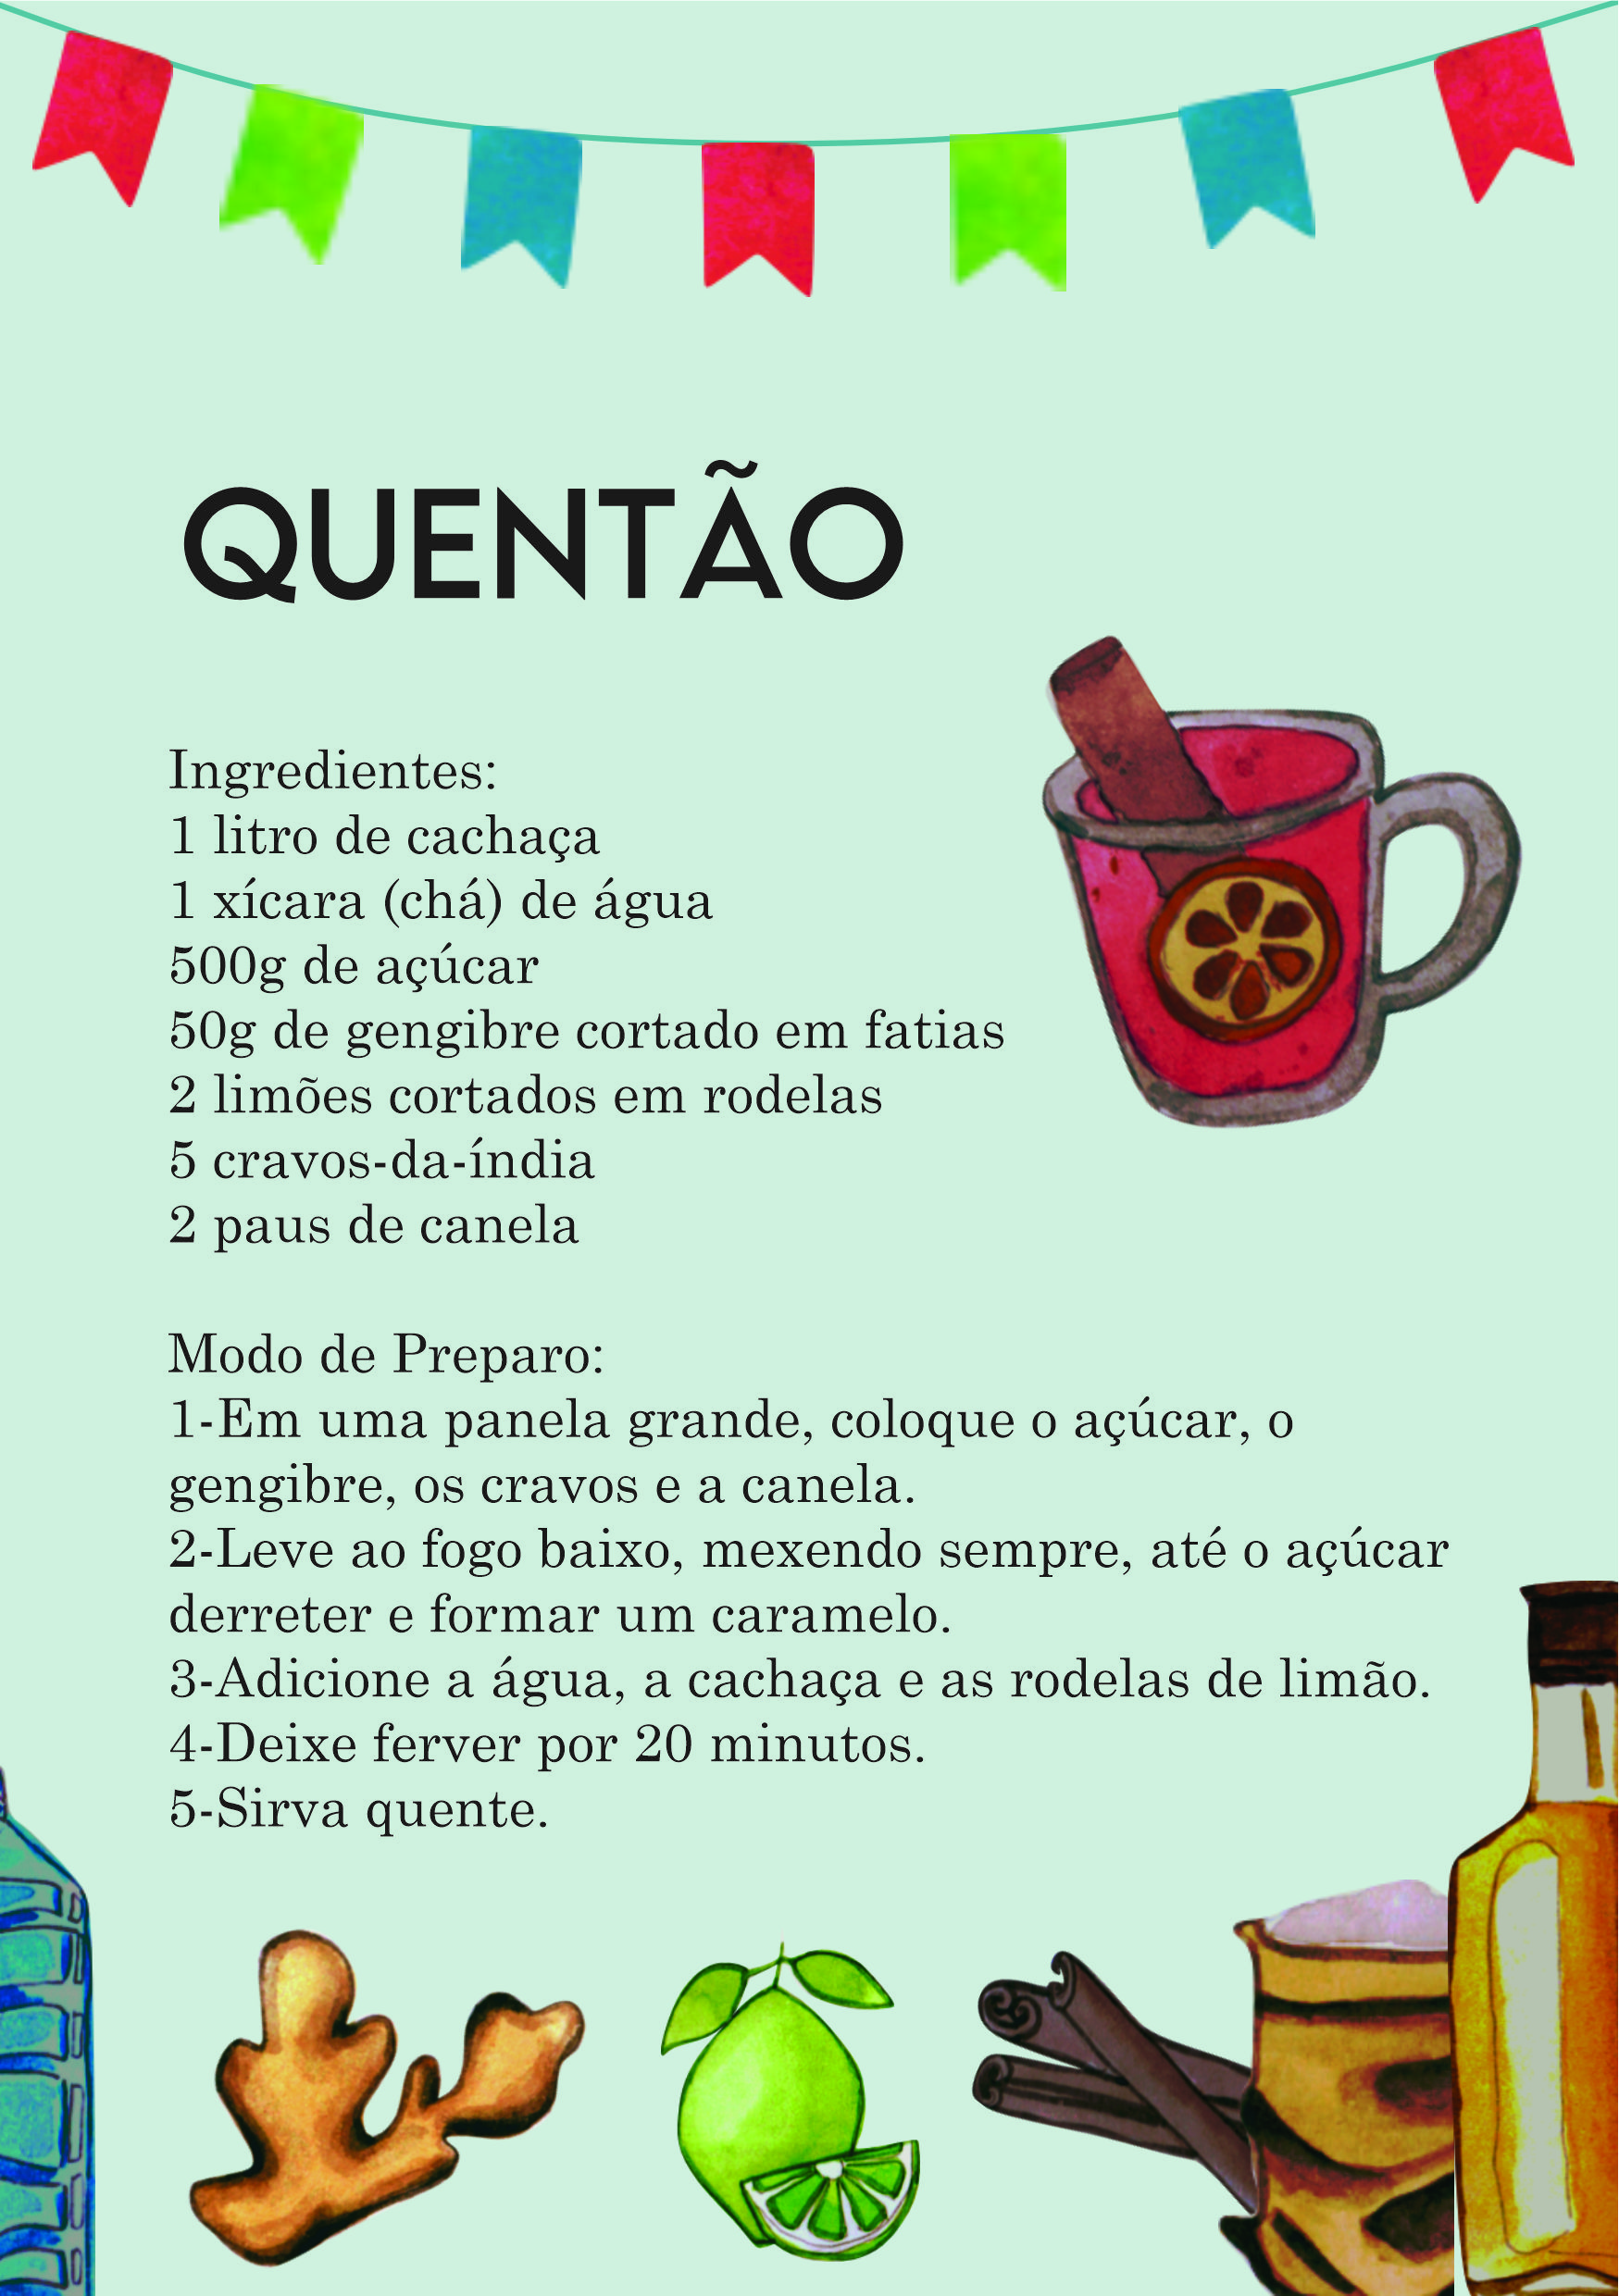 QUENTÃO
Ingredientes:
1 litro de cachaça
1 xícara (chá) de água
500g de açúcar
50g de gengibre cortado em fatias
2 limões cortados em rodelas
5 cravos-da-índia
2 paus de canela
Modo de Preparo:
1-Em uma panela grande, coloque o açúcar, o
gengibre, os cravos e a canela.
2-Leve ao fogo baixo, mexendo sempre, até o açúcar
derreter e formar um caramelo.
3-Adicione a água, a cachaça e as rodelas de limão.
4-Deixe ferver por 20 minutos.
5-Sirva quente.